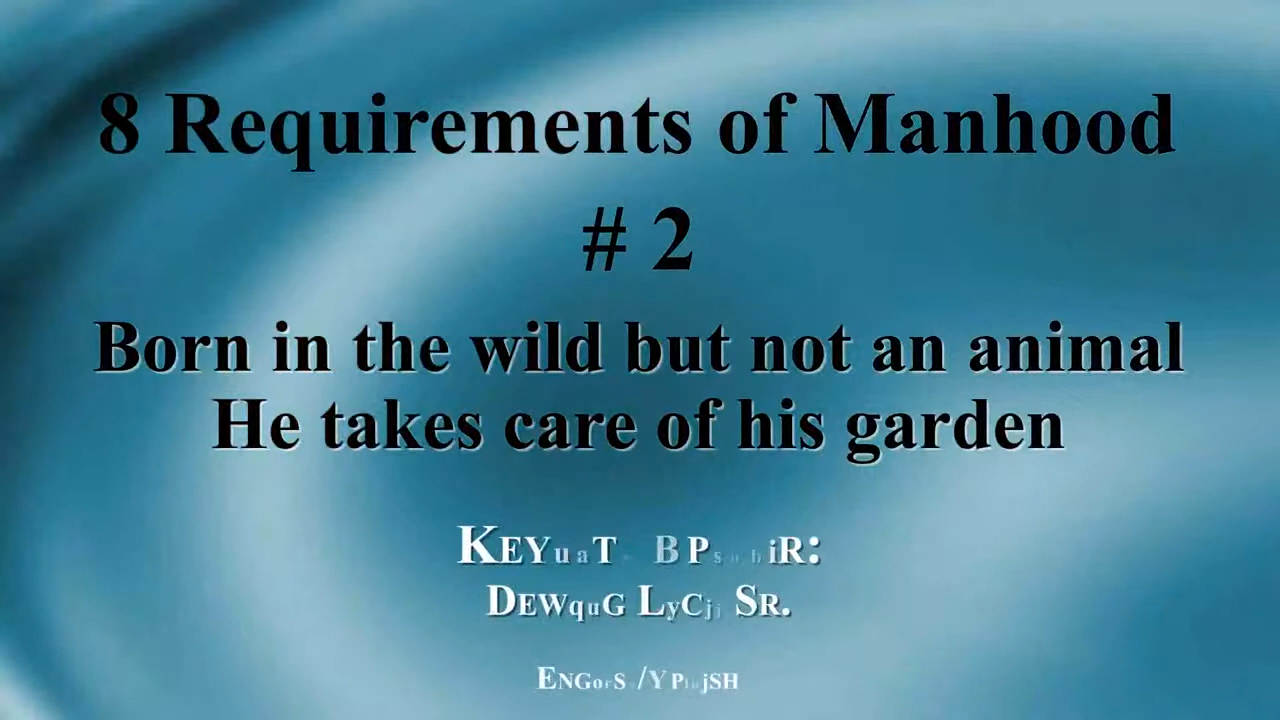 8 Requirements of Manhood
# 2
Born in the wild but not an animal
He takes care of his garden
SR.